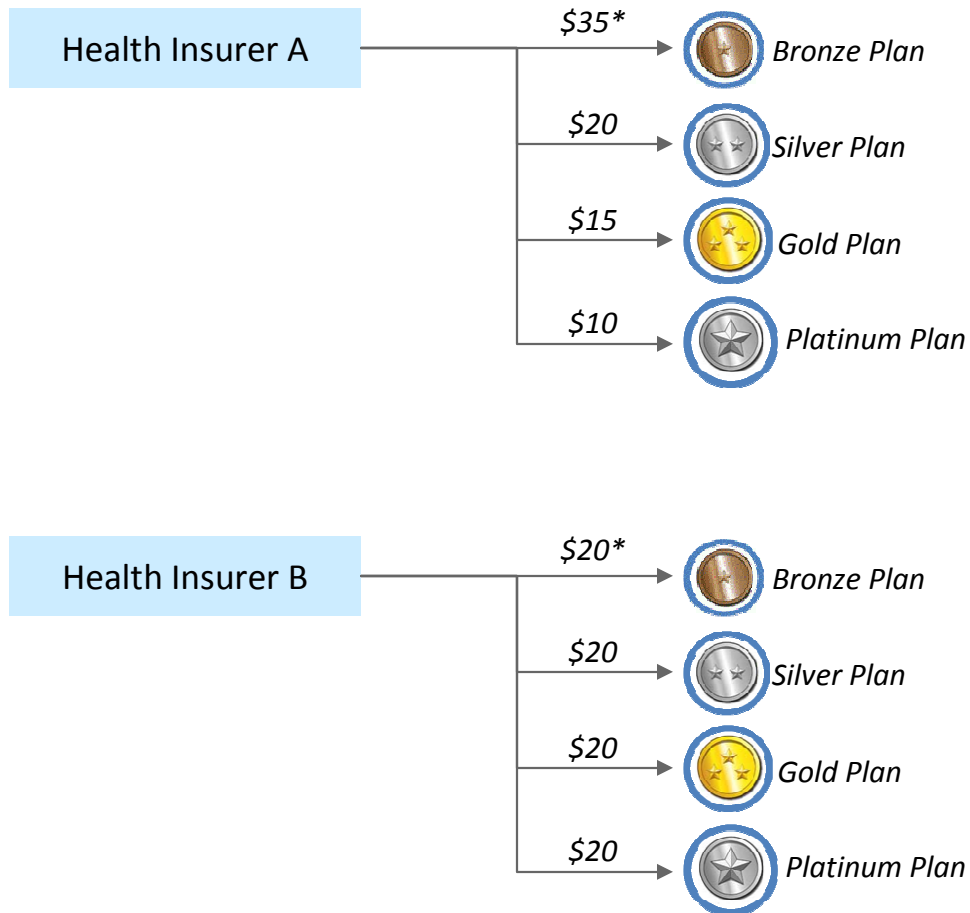 Health Insurer A
$35*
Bronze Plan
$20
Silver Plan
$15
Gold Plan
$10
Platinum Plan
Health Insurer B
$20*
Bronze Plan
$20
Silver Plan
$20
Gold Plan
$20
Platinum Plan